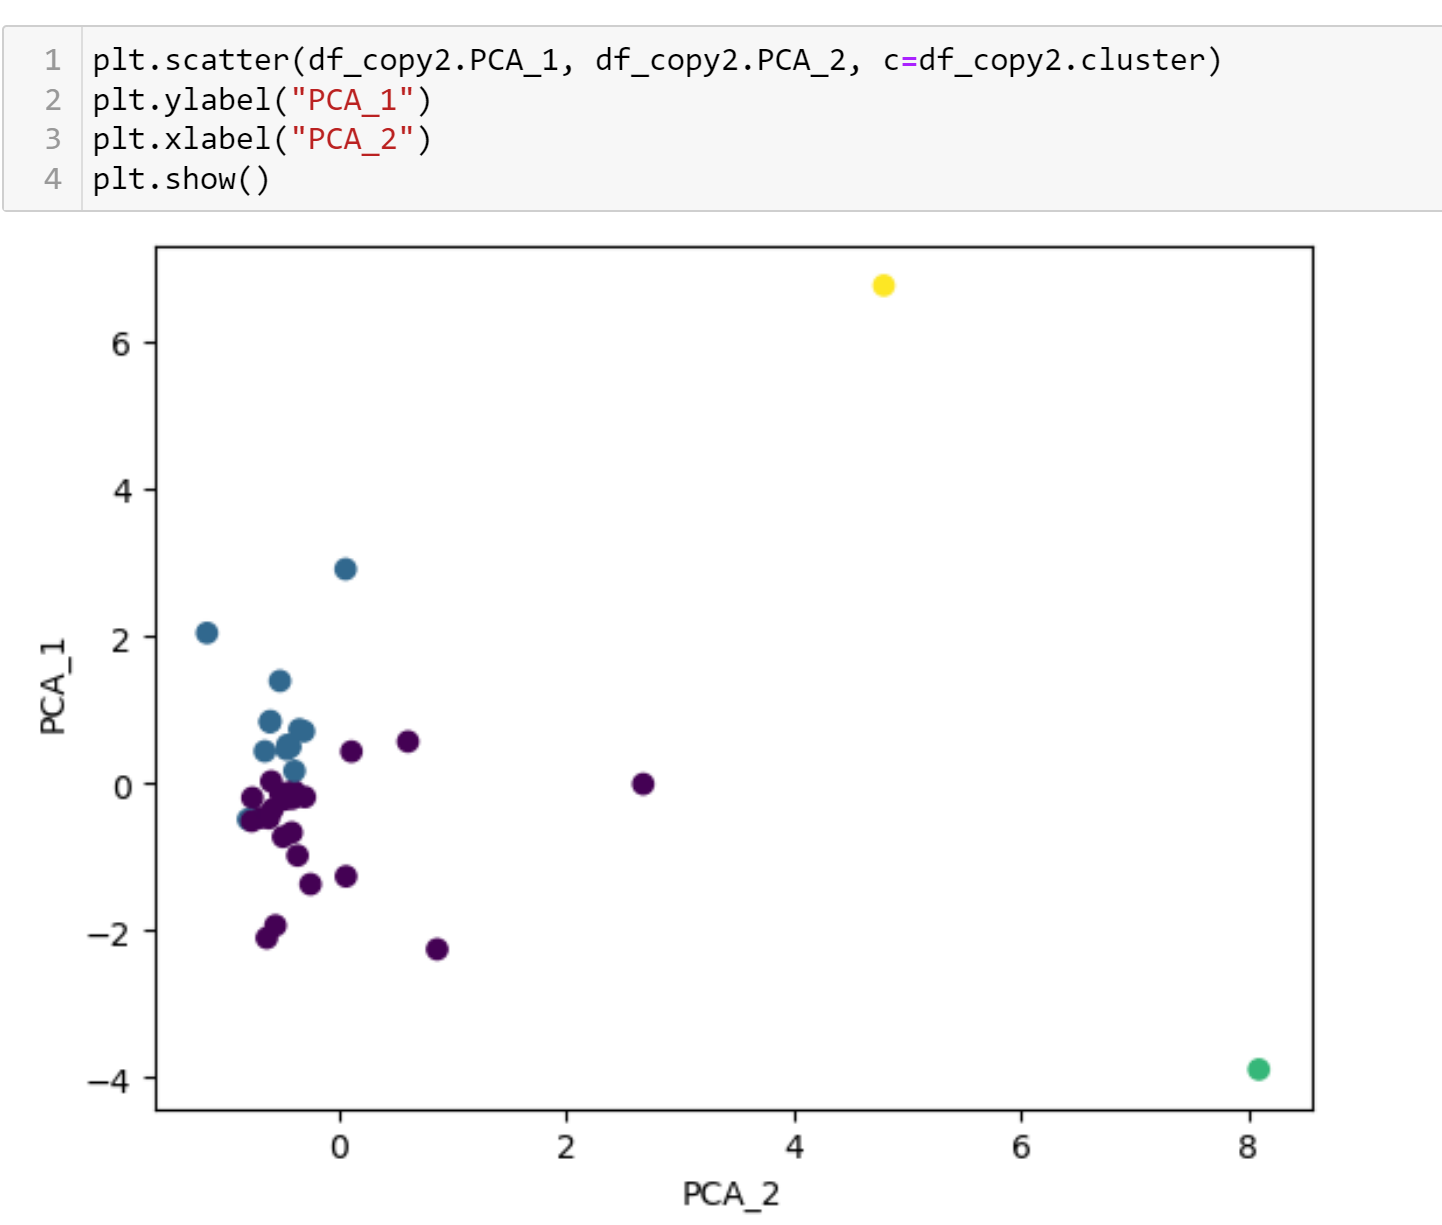 1 plt.scatter(df_copy2.PCA_1, df_copy2.PCA_2, c=df_copy2.cluster)
2 plt.ylabel("PCA_1")
3 plt.xlabel("PCA_2")
4 plt.show()
6
4
2
0
−2
−4
PCA_1
0 2 4 6 8
PCA_2